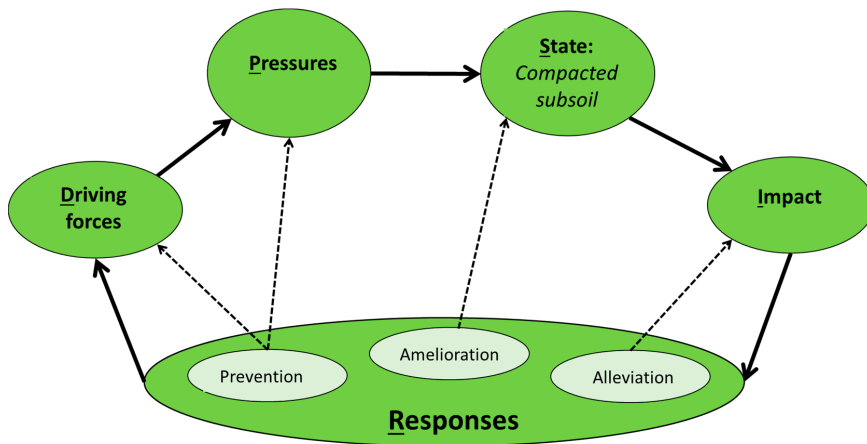 Pressures
State:
Compacted
subsoil
Driving
forces
Impact
Prevention
Amelioration
Alleviation
Responses